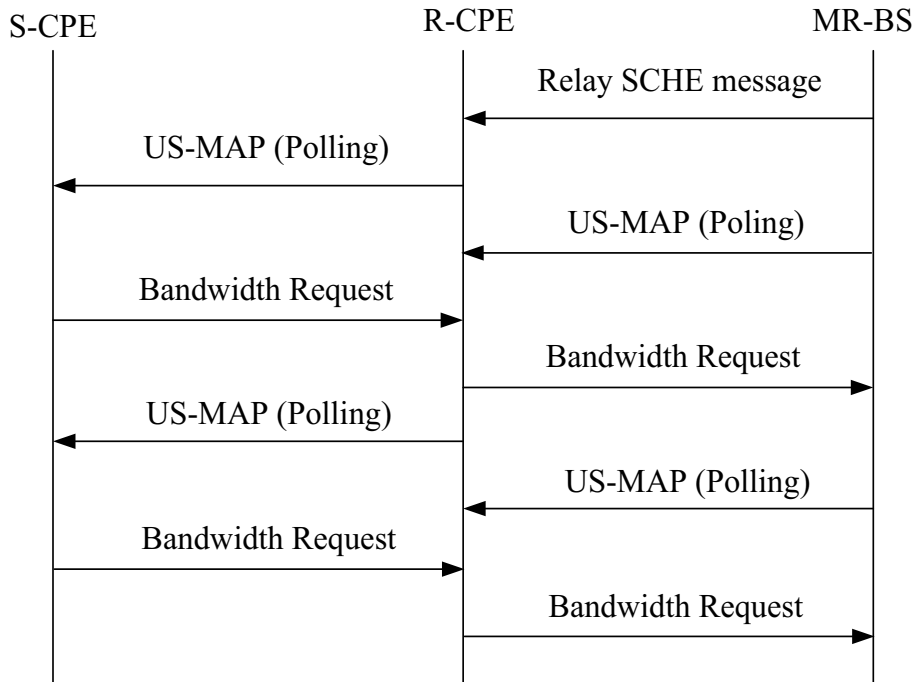 S-CPE
R-CPE
MR-BS
Relay SCHE message
US-MAP (Polling)
US-MAP (Poling)
Bandwidth Request
Bandwidth Request
US-MAP (Polling)
US-MAP (Polling)
Bandwidth Request
Bandwidth Request